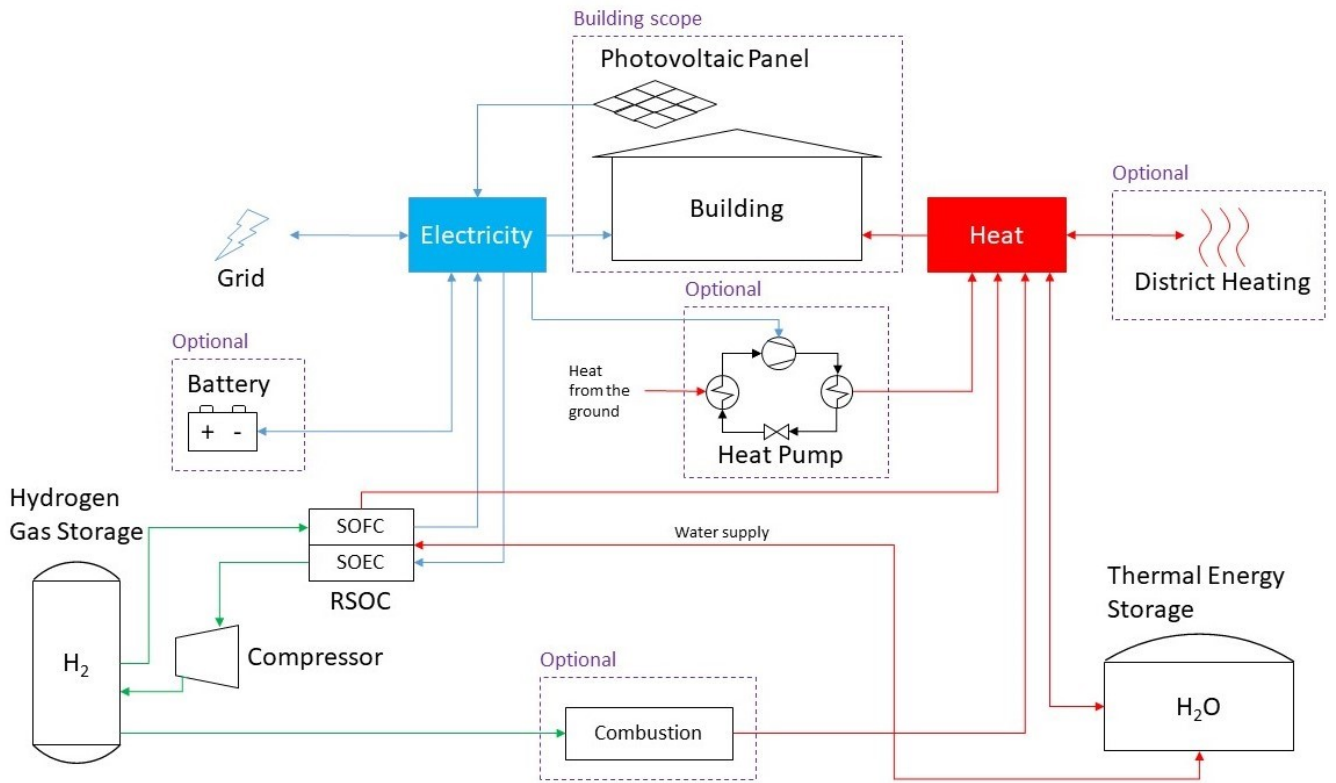 Building scope
Photovoltaic Panel
Building
Electricity
Heat
Grid
Optional
District Heating
Optional
Heat
from the
ground
Heat Pump
Optional
Battery
+ -
Hydrogen
Gas Storage
H₂
SOFC
SOEC
RSOC
Water supply
Compressor
Optional
Combustion
Thermal Energy
Storage
H₂O